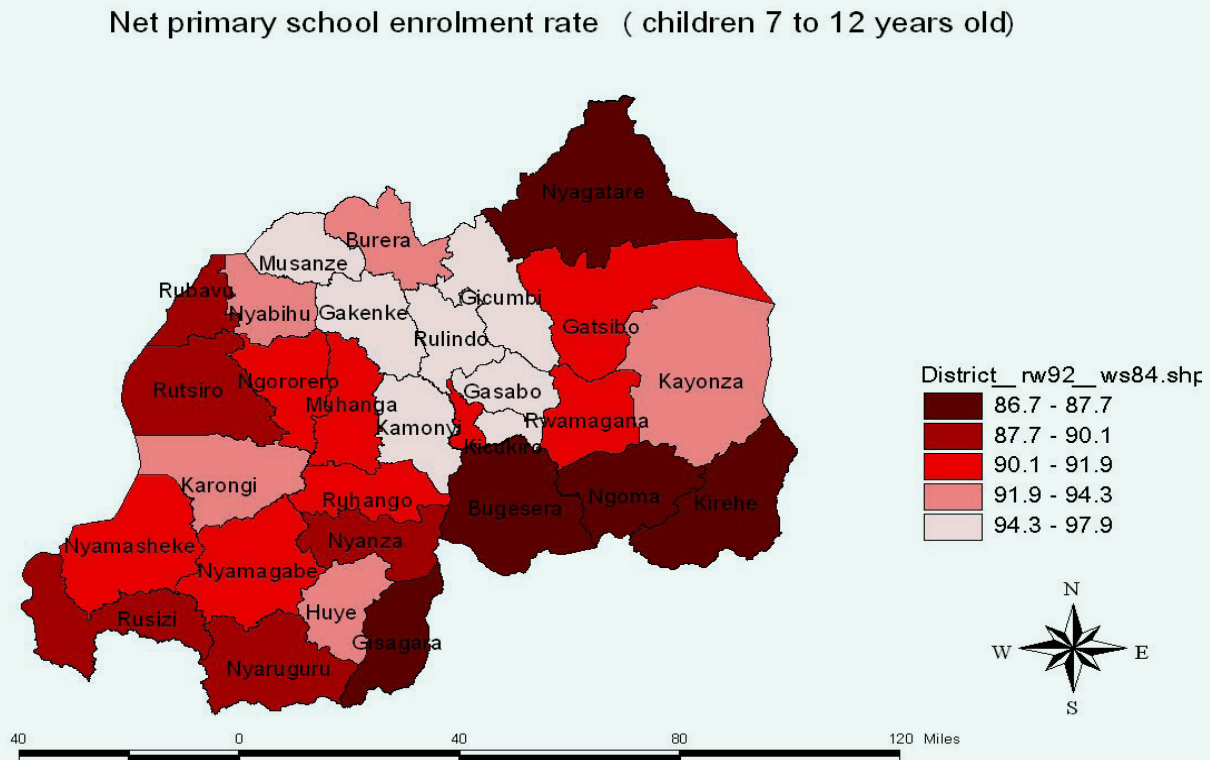 Net primary school enrolment rate ( children 7 to 12 years old)
Nyagatare
Burera
Musanze
Rubavu
Nyabihu
Gakenke
Gicumbi
Rulindo
Gatsibo
Rutsiro
Ngororero
Muhanga
Gasabo
Kayonza
Kamonyi
Rwamagana
Kicukiro
Karongi
Ruhango
Bugesera
Ngoma
Kirehe
Nyamasheke
Nyanza
Nyamagabe
Rusizi
Huye
Gisagara
Nyaruguru
District__rw92__ws84.shp
86.7 - 87.7
87.7 - 90.1
90.1 - 91.9
91.9 - 94.3
94.3 - 97.9
N
W E
S
40 0 40 80 120 Miles